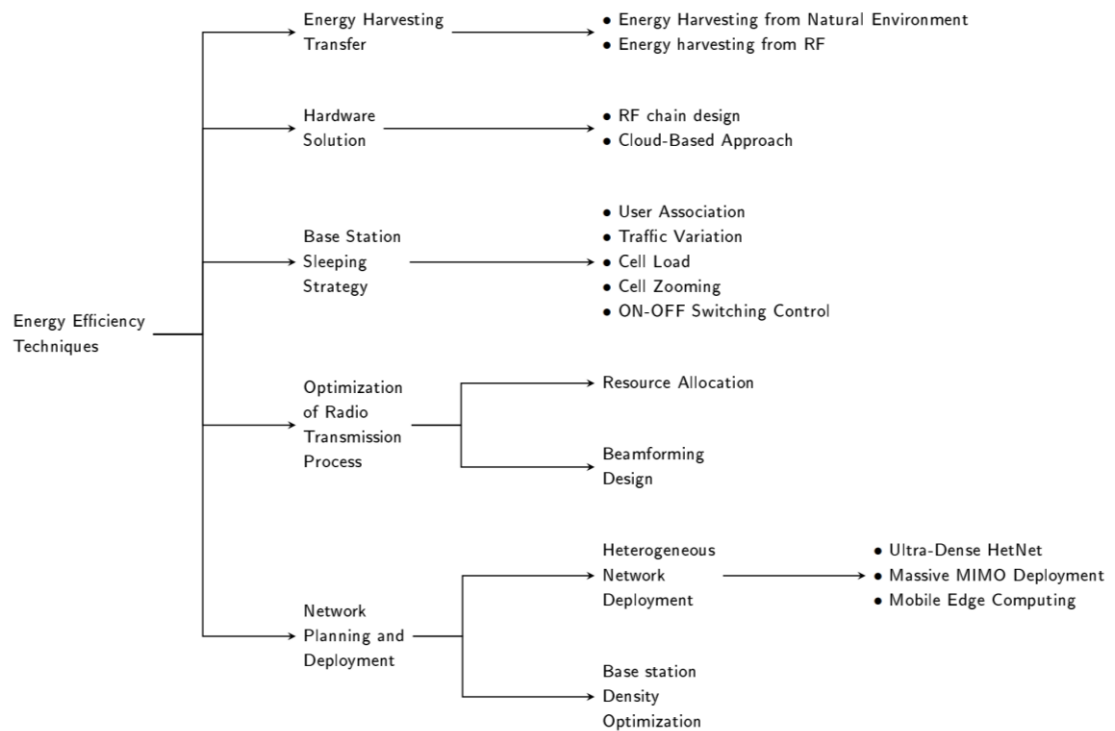 Energy Efficiency
Techniques
Energy Harvesting
Transfer
• Energy Harvesting from Natural Environment
• Energy harvesting from RF
Hardware
Solution
• RF chain design
• Cloud-Based Approach
Base Station
Sleeping
Strategy
• User Association
• Traffic Variation
• Cell Load
• Cell Zooming
• ON-OFF Switching Control
Optimization
of Radio
Transmission
Process
Resource Allocation
Beamforming
Design
Network
Planning and
Deployment
Heterogeneous
Network
Deployment
• Ultra-Dense HetNet
• Massive MIMO Deployment
• Mobile Edge Computing
Base station
Density
Optimization